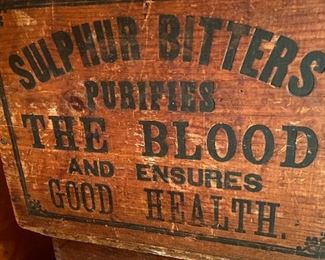 SULPHUR BITTERS
PURIFIES
THE BLOOD
AND ENSURES
GOOD HEALTH.